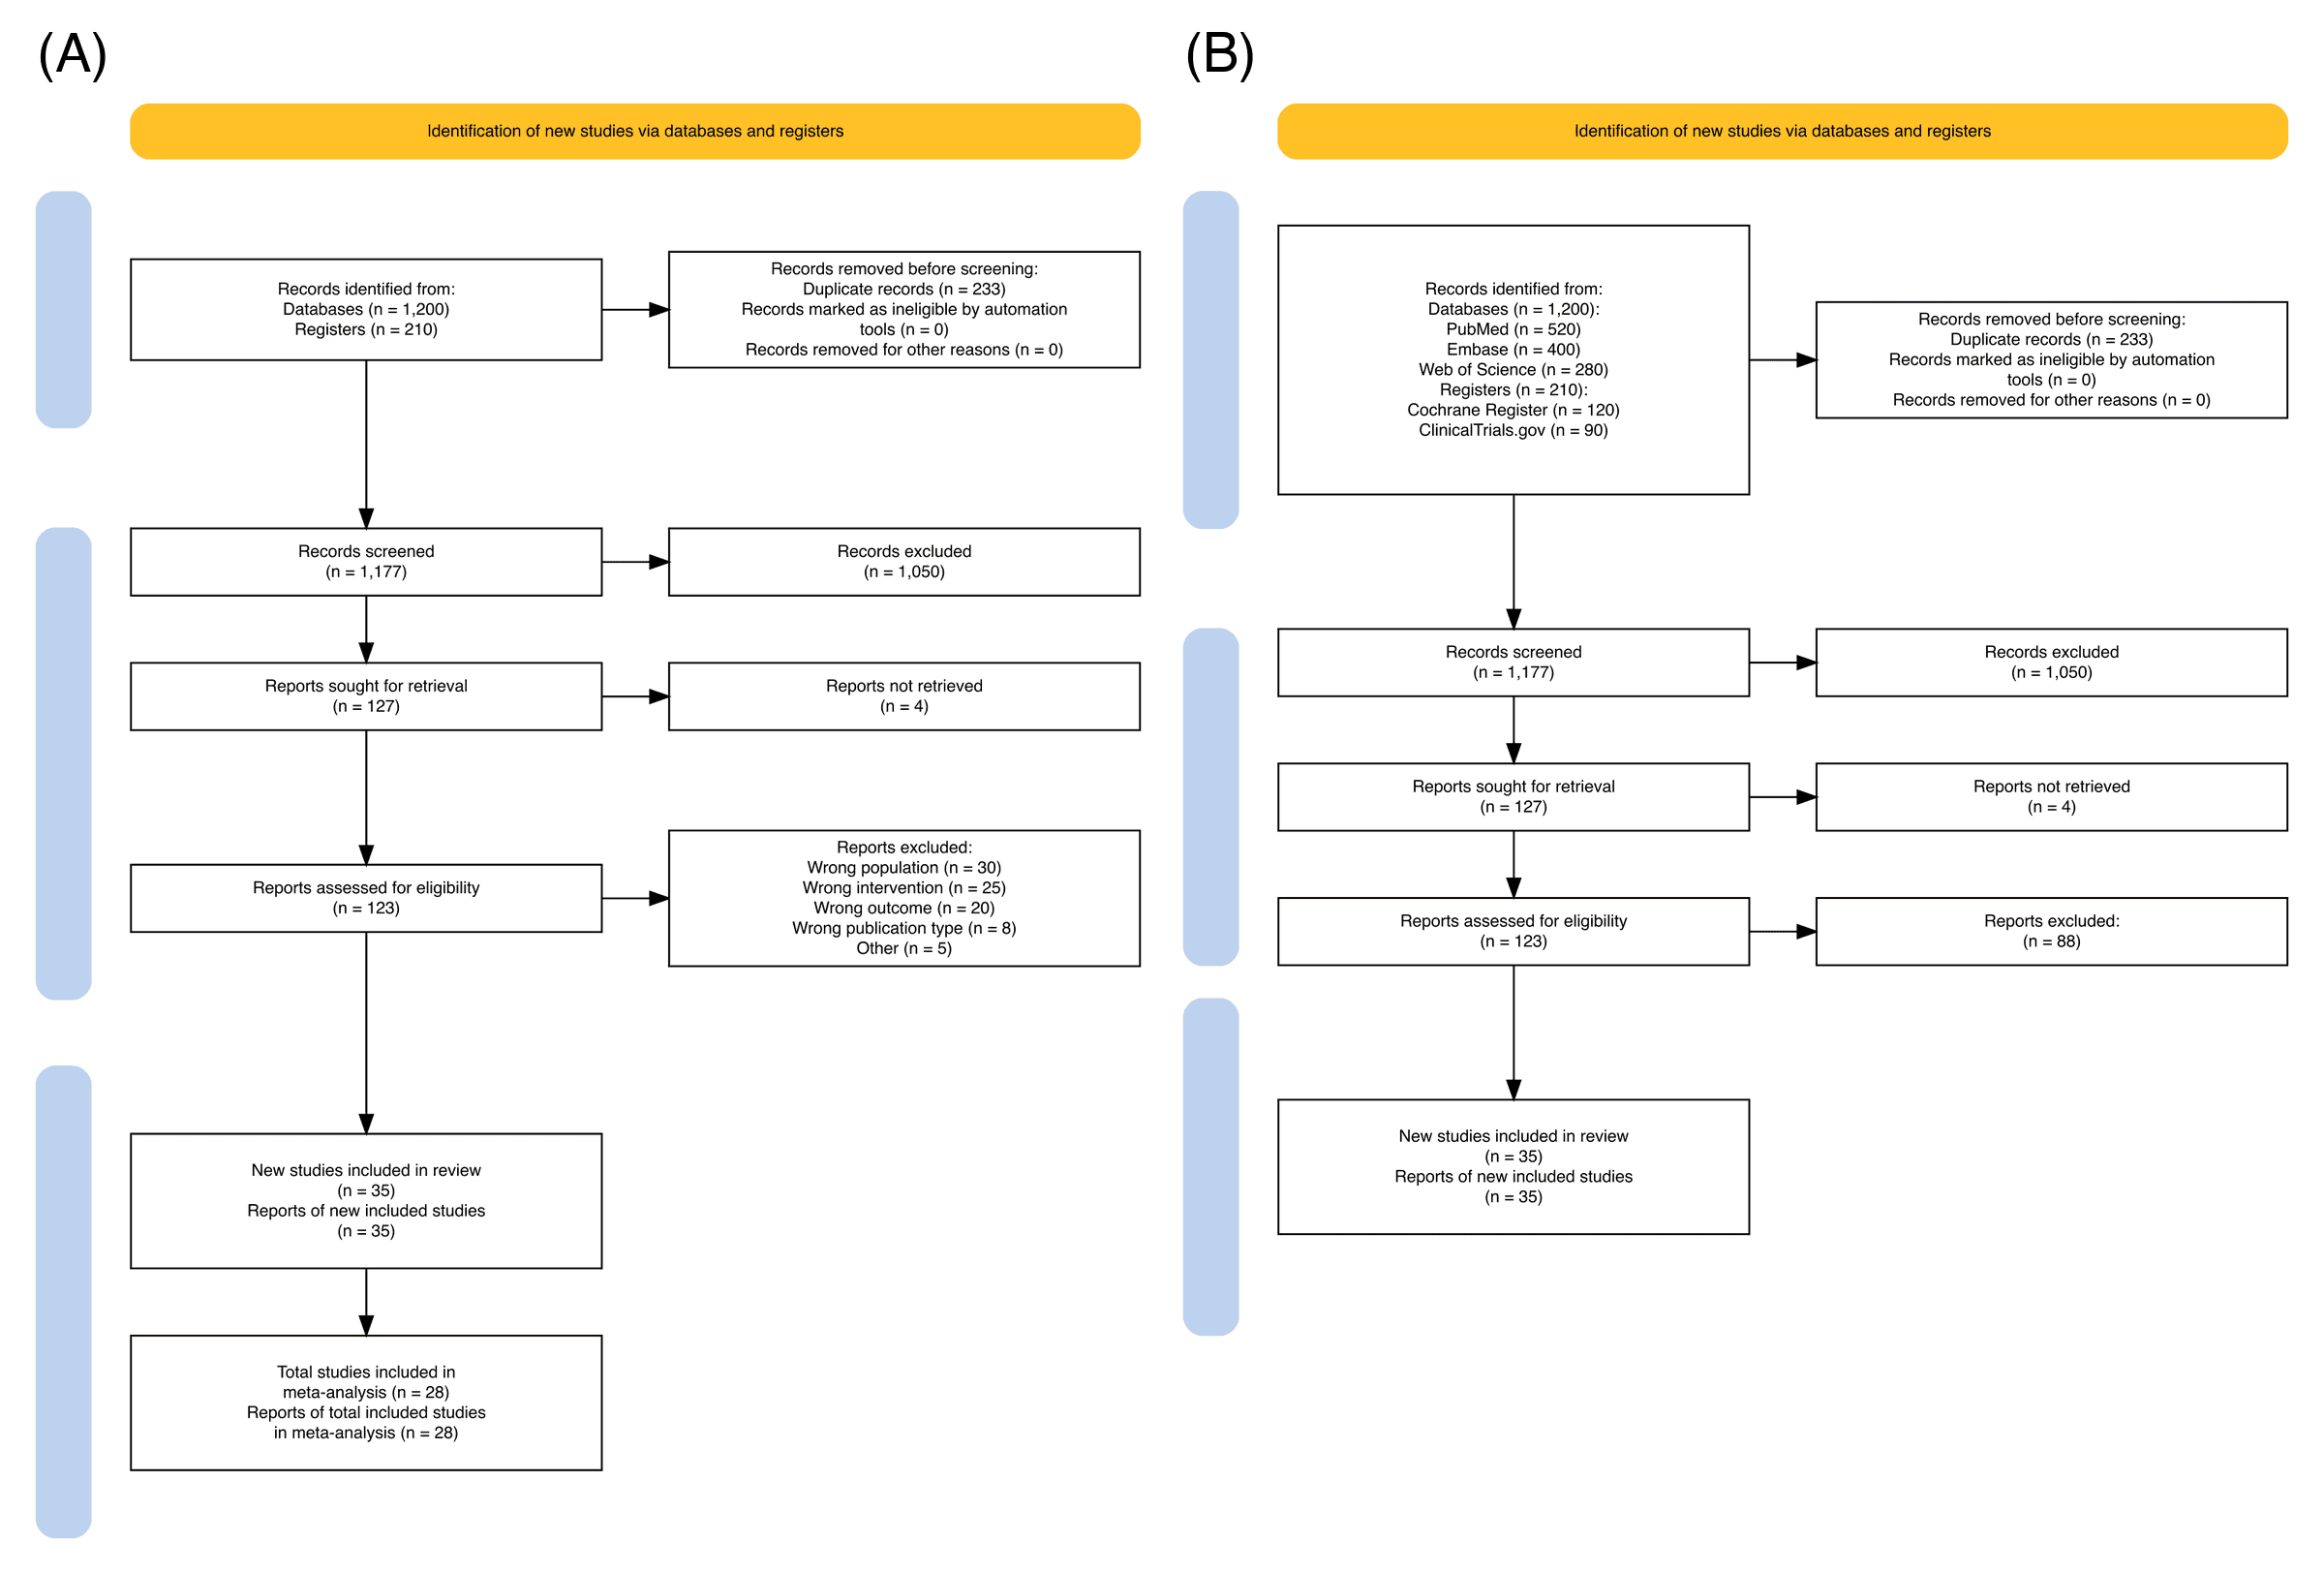 (A)
Identification of new studies via databases and registers
Records identified from:
Databases (n = 1,200)
Registers (n = 210)
Records removed before screening:
Duplicate records (n = 233)
Records marked as ineligible by automation
tools (n = 0)
Records removed for other reasons (n = 0)
Records screened
(n = 1,177)
Records excluded
(n = 1,050)
Reports sought for retrieval
(n = 127)
Reports not retrieved
(n = 4)
Reports assessed for eligibility
(n = 123)
Reports excluded:
Wrong population (n = 30)
Wrong intervention (n = 25)
Wrong outcome (n = 20)
Wrong publication type (n = 8)
Other (n = 5)
New studies included in review
(n = 35)
Reports of new included studies
(n = 35)
Total studies included in
meta-analysis (n = 28)
Reports of total included studies
in meta-analysis (n = 28)
(B)
Identification of new studies via databases and registers
Records identified from:
Databases (n = 1,200):
PubMed (n = 520)
Embase (n = 400)
Web of Science (n = 280)
Registers (n = 210):
Cochrane Register (n = 120)
ClinicalTrials.gov (n = 90)
Records removed before screening:
Duplicate records (n = 233)
Records marked as ineligible by automation
tools (n = 0)
Records removed for other reasons (n = 0)
Records screened
(n = 1,177)
Records excluded
(n = 1,050)
Reports sought for retrieval
(n = 127)
Reports not retrieved
(n = 4)
Reports assessed for eligibility
(n = 123)
Reports excluded:
(n = 88)
New studies included in review
(n = 35)
Reports of new included studies
(n = 35)